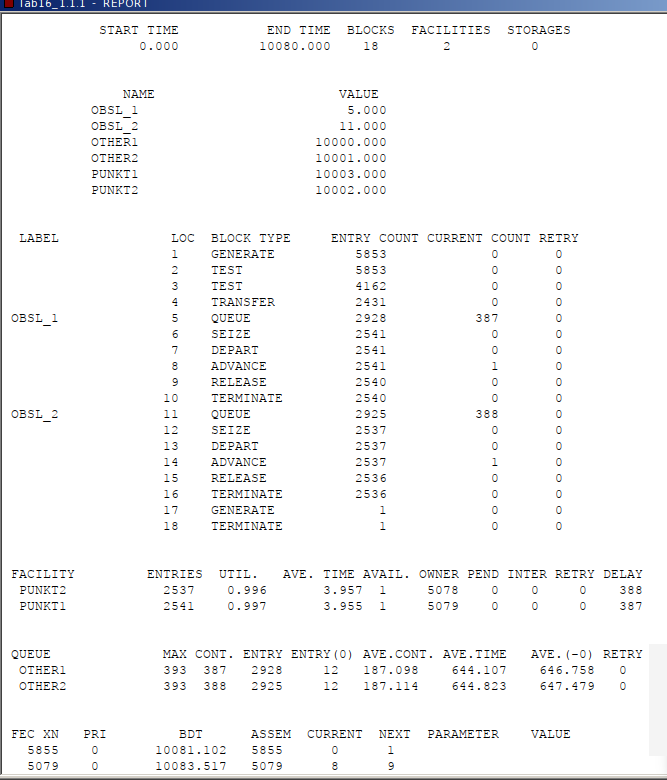 lab16_1.1.1 - REPORT
START TIME END TIME BLOCKS FACILITIES STORAGES
0.000 10080.000 18 2 0
NAME VALUE
OBSL_1 5.000
OBSL_2 11.000
OTHER1 10000.000
OTHER2 10001.000
PUNKT1 10003.000
PUNKT2 10002.000
LABEL LOC BLOCK TYPE ENTRY COUNT CURRENT COUNT RETRY
1 GENERATE 5853 0 0
2 TEST 5853 0 0
3 TEST 4162 0 0
4 TRANSFER 2431 0 0
OBSL_1 5 QUEUE 2928 387 0
6 SEIZE 2541 0 0
7 DEPART 2541 0 0
8 ADVANCE 2541 1 0
9 RELEASE 2540 0 0
10 TERMINATE 2540 0 0
OBSL_2 11 QUEUE 2925 388 0
12 SEIZE 2537 0 0
13 DEPART 2537 0 0
14 ADVANCE 2537 1 0
15 RELEASE 2536 0 0
16 TERMINATE 2536 0 0
17 GENERATE 1 0 0
18 TERMINATE 1 0 0
FACILITY ENTRIES UTIL. AVE. TIME AVAIL. OWNER PEND INTER RETRY DELAY
PUNKT2 2537 0.996 3.957 1 5078 0 0 0 388
PUNKT1 2541 0.997 3.955 1 5079 0 0 0 387
QUEUE MAX CONT. ENTRY ENTRY(0) AVE.CONT. AVE.TIME AVE.(-0) RETRY
OTHER1 393 387 2928 12 187.098 644.107 646.758 0
OTHER2 393 388 2925 12 187.114 644.823 647.479 0
FEC XN PRI BDT ASSEM CURRENT NEXT PARAMETER VALUE
5855 0 10081.102 5855 0 1
5079 0 10083.517 5079 8 9